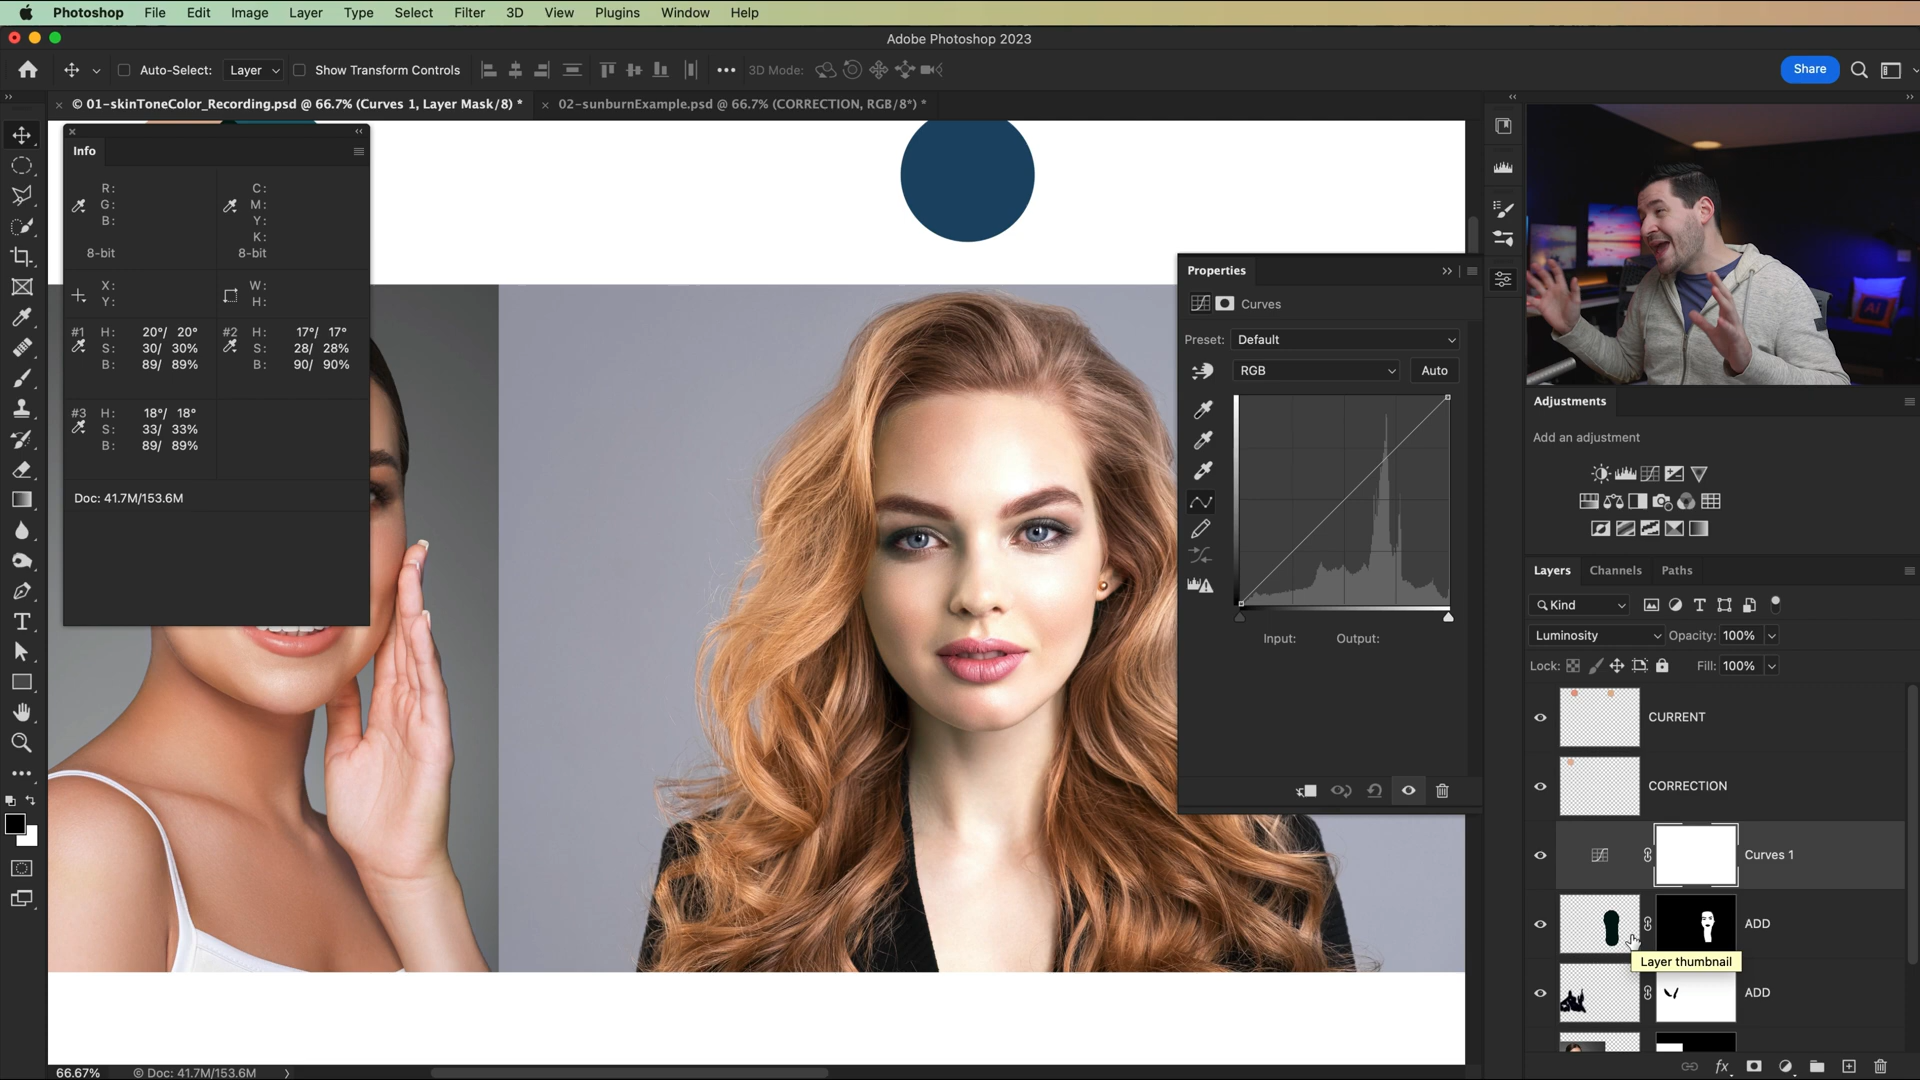 Photoshop File Edit Image Layer Type Select Filter 3D View Plugins Window Help
Adobe Photoshop 2023
Auto-Select: Layer Show Transform Controls 3D Mode: Share
× © 01-skinToneColor_Recording.psd @ 66.7% (Curves 1, Layer Mask/8) * × 02-sunburnExample.psd @ 66.7% (CORRECTION, RGB/8*) *
Info
R: C:
G: M:
B: Y:
K:
8-bit 8-bit
X: W:
Y: H:
#1 H: 20°/ 20° #2 H: 17°/ 17°
S: 30/ 30% S: 28/ 28%
B: 89/ 89% B: 90/ 90%
#3 H: 18°/ 18°
S: 33/ 33%
B: 89/ 89%
Doc: 41.7M/153.6M
Properties
Curves
Preset: Default
RGB Auto
Input: Output:
Ai
Adjustments
Add an adjustment
Layers Channels Paths
Kind
Luminosity Opacity: 100%
Lock: Fill: 100%
CURRENT
CORRECTION
Curves 1
ADD
Layer thumbnail
ADD
fx
66.67% © Doc: 41.7M/153.6M